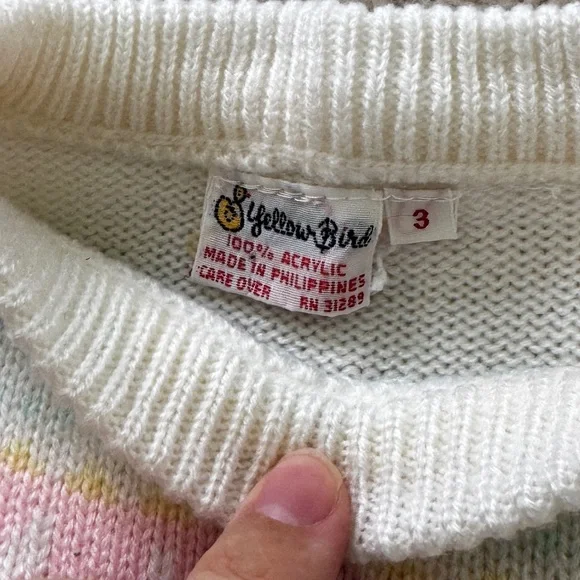 Yellow Bird
100% ACRYLIC
MADE IN PHILIPPINES
CARE OVER RN 31289
3